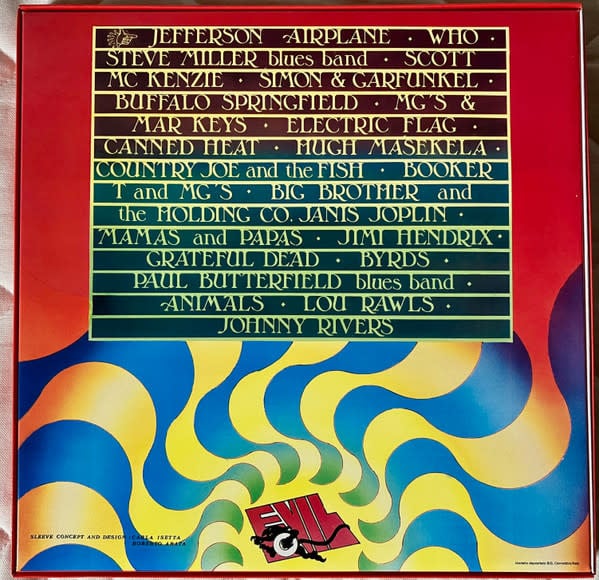 JEFFERSON AIRPLANE · WHO ·
STEVE MILLER blues band · SCOTT
MC KENZIE · SIMON & GARFUNKEL ·
BUFFALO SPRINGFIELD · MG'S &
MAR KEYS · ELECTRIC FLAG ·
CANNED HEAT · HUGH MASEKELA ·
COUNTRY JOE and the FISH · BOOKER
T and MG'S · BIG BROTHER and
the HOLDING CO. JANIS JOPLIN ·
MAMAS and PAPAS · JIMI HENDRIX ·
GRATEFUL DEAD · BYRDS ·
PAUL BUTTERFIELD blues band ·
ANIMALS · LOU RAWLS ·
JOHNNY RIVERS
EVIL
SLEEVE CONCEPT AND DESIGN: CARLA ISETTA
ROBERTO ARATA